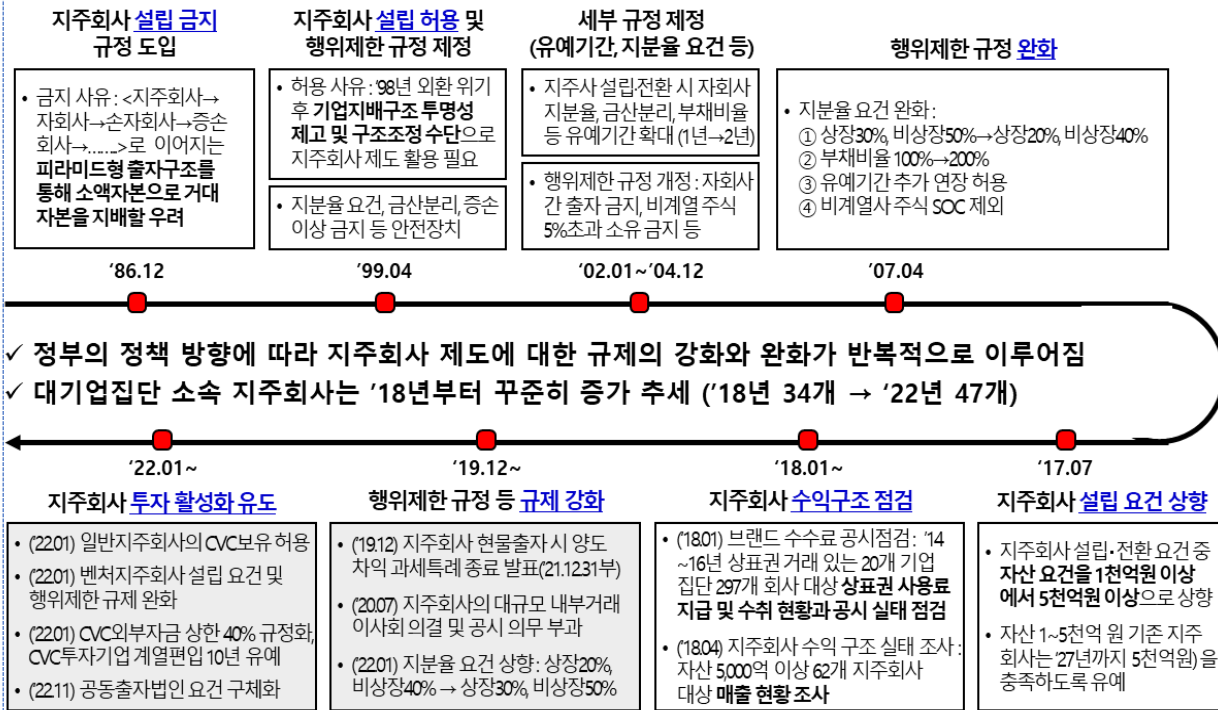 지주회사 설립 금지
규정 도입
• 금지 사유 : <지주회사→
자회사→손자회사→증손
회사→……..>로 이어지는
피라미드형 출자구조를
통해 소액자본으로 거대
자본을 지배할 우려
'86.12
지주회사 설립 허용 및
행위제한 규정 제정
• 허용 사유 : '98년 외환 위기
후 기업지배구조 투명성
제고 및 구조조정 수단으로
지주회사 제도 활용 필요
• 지분율 요건, 금산분리, 증손
이상 금지 등 안전장치
'99.04
세부 규정 제정
(유예기간, 지분율 요건 등)
• 지주사 설립·전환 시 자회사
지분율, 금산분리, 부채비율
등 유예기간 확대 (1년→2년)
• 행위제한 규정 개정 : 자회사
간 출자 금지, 비계열 주식
5%초과 소유 금지 등
'02.01~'04.12
행위제한 규정 완화
• 지분율 요건 완화 :
① 상장30%, 비상장50%→상장20%, 비상장40%
② 부채비율 100%→200%
③ 유예기간 추가 연장 허용
④ 비계열사 주식 SOC 제외
'07.04
✓ 정부의 정책 방향에 따라 지주회사 제도에 대한 규제의 강화와 완화가 반복적으로 이루어짐
✓ 대기업집단 소속 지주회사는 '18년부터 꾸준히 증가 추세 ('18년 34개 → '22년 47개)
'22.01~
지주회사 투자 활성화 유도
• ('22.01) 일반지주회사의 CVC보유 허용
• ('22.01) 벤처지주회사 설립 요건 및
행위제한 규제 완화
• ('22.01) CVC외부자금 상한 40% 규정화,
CVC투자기업 계열편입 10년 유예
• ('22.11) 공동출자법인 요건 구체화
'19.12~
행위제한 규정 등 규제 강화
• ('19.12) 지주회사 현물출자 시 양도
차익 과세특례 종료 발표('21.12.31부)
• ('20.07) 지주회사의 대규모 내부거래
이사회 의결 및 공시 의무 부과
• ('22.01) 지분율 요건 상향 : 상장20%,
비상장40% → 상장30%, 비상장50%
'18.01~
지주회사 수익구조 점검
• ('18.01) 브랜드 수수료 공시점검 : '14
~16년 상표권 거래 있는 20개 기업
집단 297개 회사 대상 상표권 사용료
지급 및 수취 현황과 공시 실태 점검
• ('18.04) 지주회사 수익 구조 실태 조사 :
자산 5,000억 이상 62개 지주회사
대상 매출 현황 조사
'17.07
지주회사 설립 요건 상향
• 지주회사 설립·전환 요건 중
자산 요건을 1천억원 이상
에서 5천억원 이상으로 상향
• 자산 1~5천억 원 기존 지주
회사는 '27년까지 5천억원) 을
충족하도록 유예